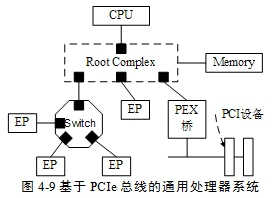 CPU
Root Complex
Memory
EP
EP
PEX
桥
PCI设备
Switch
EP
EP
图 4-9 基于 PCIe 总线的通用处理器系统